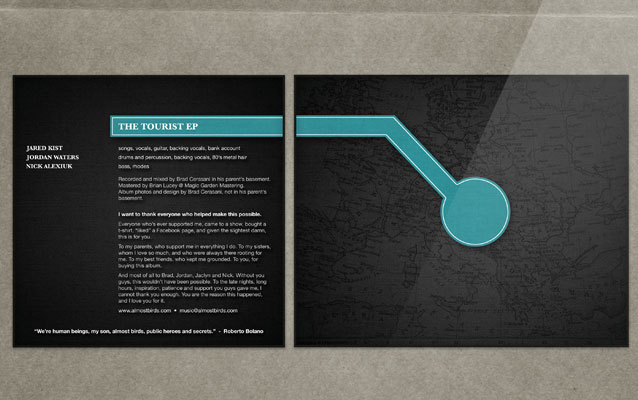 THE TOURIST EP
JARED KIST
songs, vocals, guitar, backing vocals, bank account
JORDAN WATERS
drums and percussion, backing vocals, 80's metal hair
NICK ALEXIUK
bass, modes
Recorded and mixed by Brad Cerasani in his parent's basement.
Mastered by Brian Lucey @ Magic Garden Mastering.
Album photos and design by Brad Cerasani, not in his parent's
basement.
I want to thank everyone who helped make this possible.
Everyone who's ever supported me, came to a show, bought a
t-shirt, "liked" a Facebook page, and given the slightest damn,
this is for you.
To my parents, who support me in everything I do. To my sisters,
whom I love so much, and who were always there rooting for
me. To my best friends, who kept me grounded. To you, for
buying this album.
And most of all to Brad, Jordan, Jaclyn and Nick. Without you
guys, this wouldn't have been possible. To the late nights, long
hours, inspiration, patience and support you guys gave me, I
cannot thank you enough. You are the reason this happened,
and I love you for it.
www.almostbirds.com • music@almostbirds.com
"We're human beings, my son, almost birds, public heroes and secrets." - Roberto Bolano